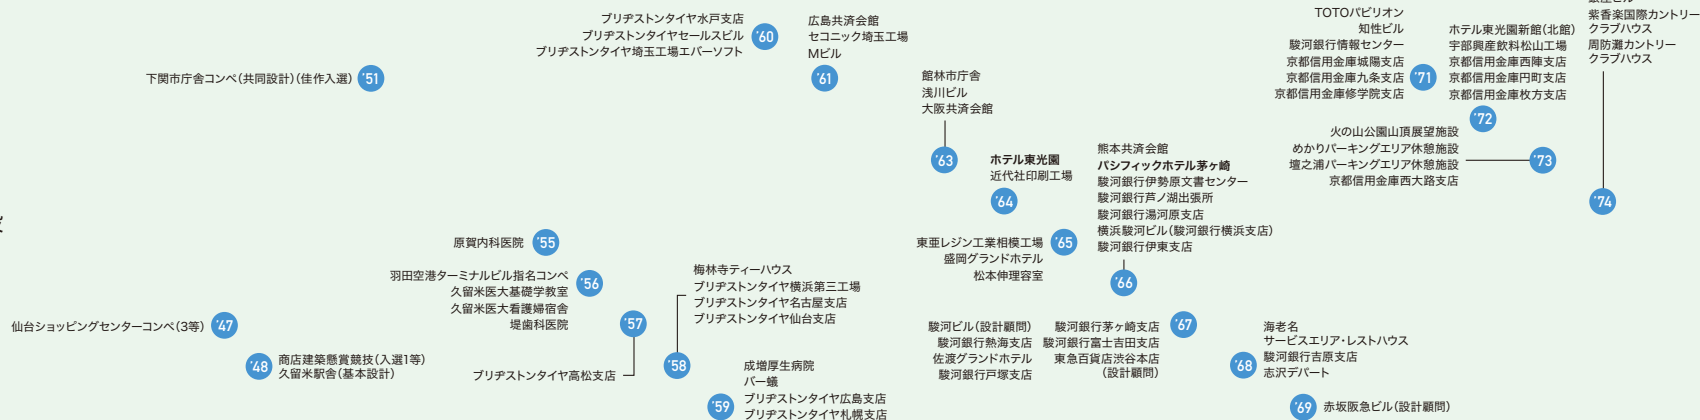 仙台ショッピングセンターコンペ（3等）
'47
'48
商店建築懸賞競技（入選1等）
久留米駅舎（基本設計）
下関市庁舎コンペ（共同設計）（佳作入選）
'51
原賀内科医院
'55
羽田空港ターミナルビル指名コンペ
久留米医大基礎学教室
久留米医大看護婦宿舎
堤歯科医院
'56
'57
ブリヂストンタイヤ高松支店
梅林寺ティーハウス
ブリヂストンタイヤ横浜第三工場
ブリヂストンタイヤ名古屋支店
ブリヂストンタイヤ仙台支店
'58
'59
成増厚生病院
バー蟻
ブリヂストンタイヤ広島支店
ブリヂストンタイヤ札幌支店
ブリヂストンタイヤ水戸支店
ブリヂストンタイヤセールスビル
ブリヂストンタイヤ埼玉工場エバーソフト
'60
広島共済会館
セコニック埼玉工場
Mビル
'61
館林市庁舎
浅川ビル
大阪共済会館
'63
ホテル東光園
近代社印刷工場
'64
東亜レジン工業相模工場
盛岡グランドホテル
松本伸理容室
'65
熊本共済会館
パシフィックホテル茅ヶ崎
駿河銀行伊勢原文書センター
駿河銀行芦ノ湖出張所
駿河銀行湯河原支店
横浜駿河ビル（駿河銀行横浜支店）
駿河銀行伊東支店
'66
駿河ビル（設計顧問）
駿河銀行熱海支店
佐渡グランドホテル
駿河銀行戸塚支店
駿河銀行茅ヶ崎支店
駿河銀行富士吉田支店
東急百貨店渋谷本店
（設計顧問）
'67
'68
海老名
サービスエリア・レストハウス
駿河銀行吉原支店
志沢デパート
'69
赤坂阪急ビル（設計顧問）
TOTOパビリオン
知性ビル
駿河銀行情報センター
京都信用金庫城陽支店
京都信用金庫九条支店
京都信用金庫修学院支店
'71
ホテル東光園新館（北館）
宇部興産飲料松山工場
京都信用金庫西陣支店
京都信用金庫円町支店
京都信用金庫枚方支店
'72
火の山公園山頂展望施設
めかりパーキングエリア休憩施設
壇之浦パーキングエリア休憩施設
京都信用金庫西大路支店
'73
紫香楽国際カントリー
クラブハウス
周防灘カントリー
クラブハウス
'74